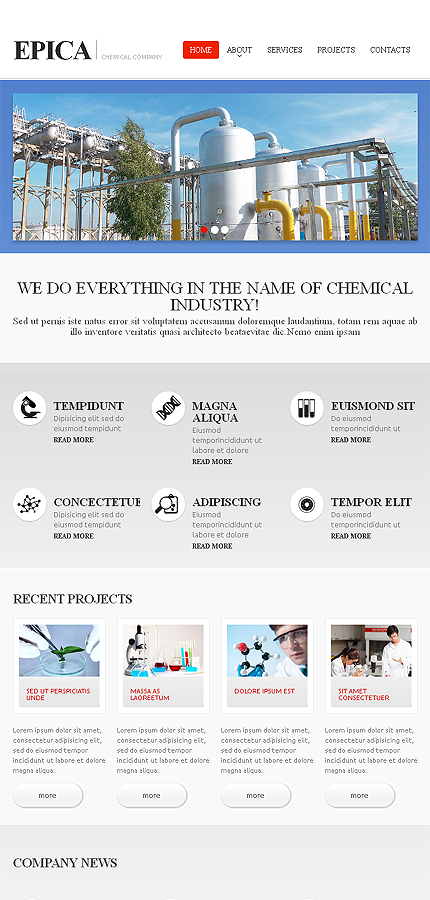 EPICA
CHEMICAL COMPANY
HOME ABOUT SERVICES PROJECTS CONTACTS
WE DO EVERYTHING IN THE NAME OF CHEMICAL
INDUSTRY!
Sed ut pernis iste natus error sit voluptatem accusanum doloremque laudantium, totam rem aquae ab
illo inventore veritatis quasi architecto beataevitae dic.Nemo enim ipsam
TEMPIDUNT
Dipisicing elit sed do
eiusmod tempidunt
READ MORE
MAGNA
ALIQUA
Eiusmod
temporincididunt ut
labore et dolore
READ MORE
EUISMOND SIT
Do eiusmod
temporincididunt ut
READ MORE
CONCECTETUE
Dipisicing elit sed do
eiusmod tempidunt
READ MORE
ADIPISCING
Eiusmod
temporincididunt ut
labore et dolore
READ MORE
TEMPOR ELIT
Do eiusmod
temporincididunt ut
READ MORE
RECENT PROJECTS
SED UT PERSPICIATIS
UNDE
Lorem ipsum dolor sit amet,
consectetur adipisicing elit,
sed do eiusmod tempor
incididunt ut labore et dolore
magna aliqua.
more
MASSA AS
LAOREETUM
Lorem ipsum dolor sit amet,
consectetur adipisicing elit,
sed do eiusmod tempor
incididunt ut labore et dolore
magna aliqua.
more
DOLORE IPSUM EST
Lorem ipsum dolor sit amet,
consectetur adipisicing elit,
sed do eiusmod tempor
incididunt ut labore et dolore
magna aliqua.
more
SIT AMET
CONSECTETUER
Lorem ipsum dolor sit amet,
consectetur adipisicing elit,
sed do eiusmod tempor
incididunt ut labore et dolore
magna aliqua.
more
COMPANY NEWS